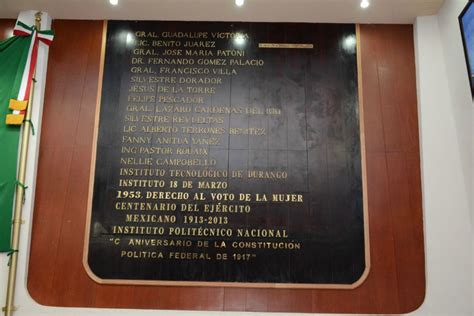 GRAL. GUADALUPE VICTORIA
LIC. BENITO JUAREZ
GRAL. JOSE MARIA PATONI
DR. FERNANDO GOMEZ PALACIO
GRAL. FRANCISCO VILLA
SILVESTRE DORADOR
JESUS DE LA TORRE
FELIPE PESCADOR
GRAL. LAZARO CARDENAS DEL RIO
SILVESTRE REVUELTAS
LIC. ALBERTO TERRONES BENITEZ
FANNY ANITUA YAÑEZ
ING. PASTOR ROUAIX
NELLIE CAMPOBELLO
INSTITUTO TECNOLOGICO DE DURANGO
INSTITUTO 18 DE MARZO
1953. DERECHO AL VOTO DE LA MUJER
CENTENARIO DEL EJÉRCITO
MEXICANO 1913-2013
INSTITUTO POLITÉCNICO NACIONAL
"C ANIVERSARIO DE LA CONSTITUCIÓN
POLITICA FEDERAL DE 1917"